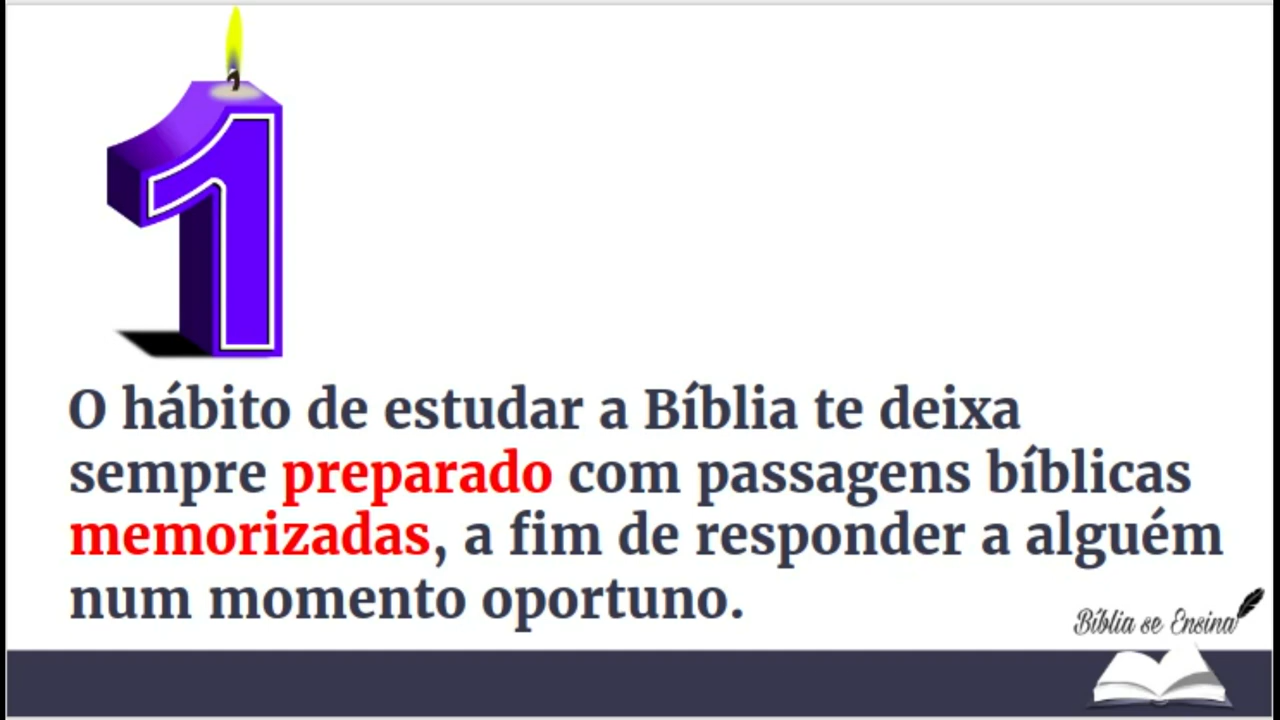 1
O hábito de estudar a Bíblia te deixa
sempre preparado com passagens bíblicas
memorizadas, a fim de responder a alguém
num momento oportuno.
Bíblia se Ensina